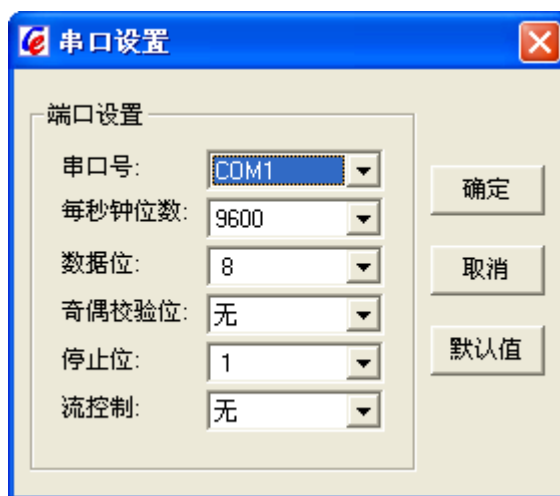 串口设置
端口设置
串口号: COM1
每秒钟位数: 9600
数据位: 8
奇偶校验位: 无
停止位: 1
流控制: 无
确定
取消
默认值